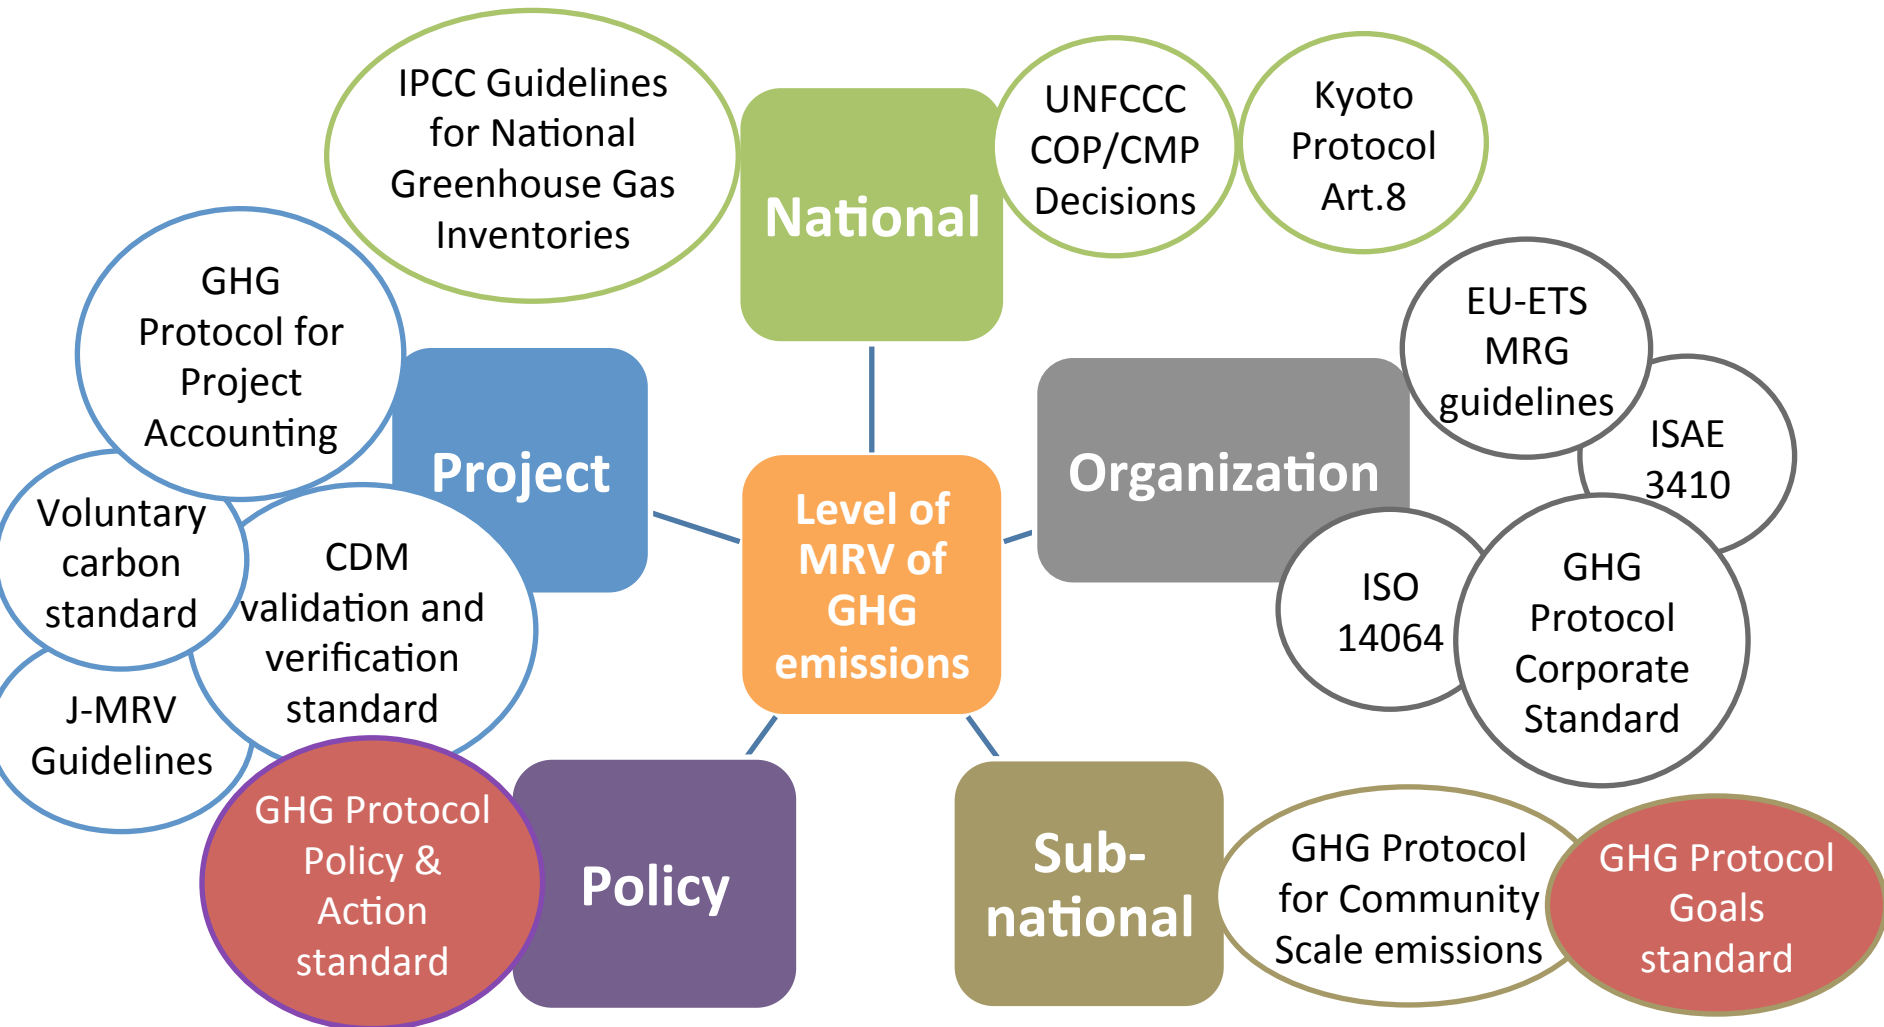 IPCC Guidelines
for National
Greenhouse Gas
Inventories
National
UNFCCC
COP/CMP
Decisions
Kyoto
Protocol
Art.8
GHG
Protocol for
Project
Accounting
Project
Voluntary
carbon
standard
CDM
validation and
verification
standard
J-MRV
Guidelines
Level of
MRV of
GHG
emissions
Organization
EU-ETS
MRG
guidelines
ISAE
3410
ISO
14064
GHG
Protocol
Corporate
Standard
GHG Protocol
Policy &
Action
standard
Policy
Sub-
national
GHG Protocol
for Community
Scale emissions
GHG Protocol
Goals
standard